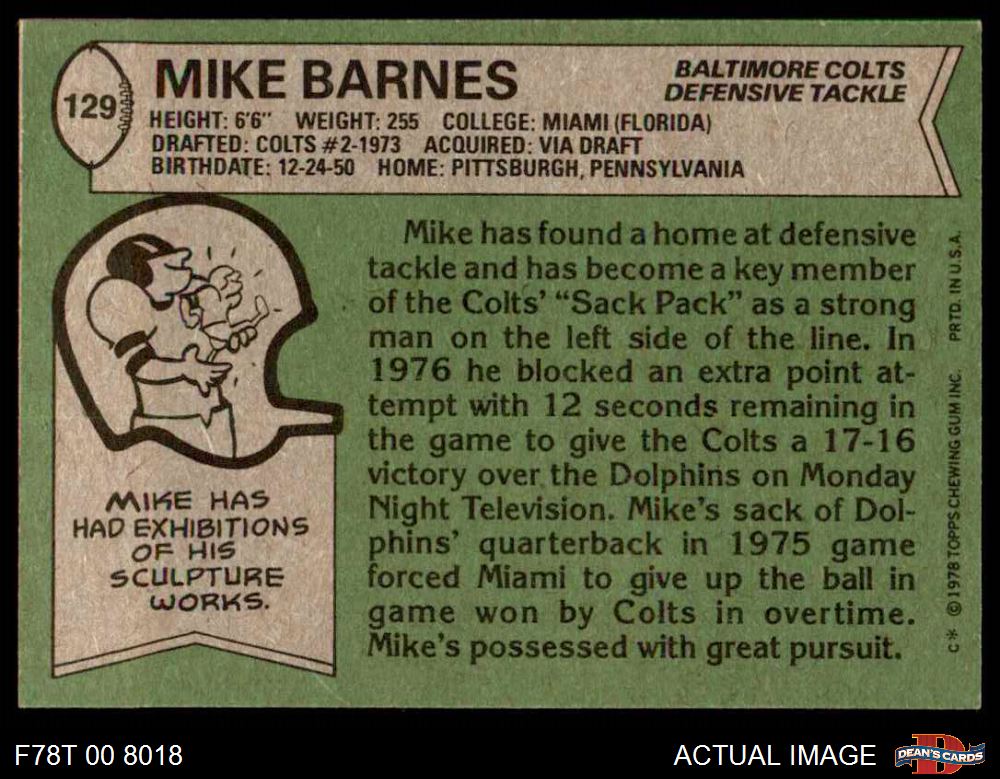 129
MIKE BARNES
BALTIMORE COLTS
DEFENSIVE TACKLE
HEIGHT: 6'6" WEIGHT: 255 COLLEGE: MIAMI (FLORIDA)
DRAFTED: COLTS #2-1973 ACQUIRED: VIA DRAFT
BIRTHDATE: 12-24-50 HOME: PITTSBURGH, PENNSYLVANIA
MIKE HAS
HAD EXHIBITIONS
OF HIS
SCULPTURE
WORKS.
Mike has found a home at defensive
tackle and has become a key member
of the Colts' "Sack Pack" as a strong
man on the left side of the line. In
1976 he blocked an extra point at-
tempt with 12 seconds remaining in
the game to give the Colts a 17-16
victory over the Dolphins on Monday
Night Television. Mike's sack of Dol-
phins' quarterback in 1975 game
forced Miami to give up the ball in
game won by Colts in overtime.
Mike's possessed with great pursuit.
C* © 1978 TOPPS CHEWING GUM INC. PRTD. IN U.S.A.
F78T 00 8018
ACTUAL IMAGE
D
DEAN'S CARDS